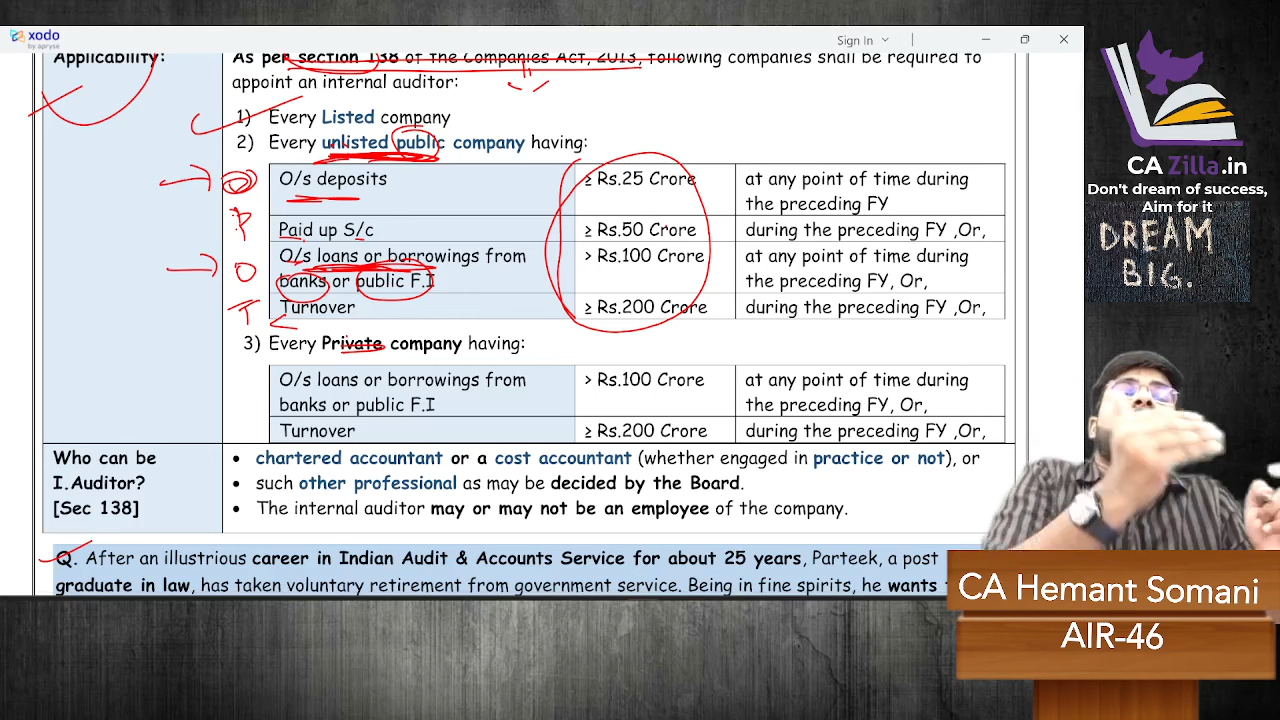 xodo
by apryse
Sign In
Applicability:
As per section 138 of the Companies Act, 2013, following companies shall be required to
appoint an internal auditor:
1) Every Listed company
2) Every unlisted public company having:
O/s deposits ≥ Rs.25 Crore at any point of time during
the preceding FY
Paid up S/c ≥ Rs.50 Crore during the preceding FY ,Or,
O/s loans or borrowings from > Rs.100 Crore at any point of time during
banks or public F.I the preceding FY, Or,
Turnover ≥ Rs.200 Crore during the preceding FY ,Or,
O
P
O
T
3) Every Private company having:
O/s loans or borrowings from > Rs.100 Crore at any point of time during
banks or public F.I the preceding FY, Or,
Turnover ≥ Rs.200 Crore during the preceding FY ,Or,
Who can be
I.Auditor?
[Sec 138]
• chartered accountant or a cost accountant (whether engaged in practice or not), or
• such other professional as may be decided by the Board.
• The internal auditor may or may not be an employee of the company.
Q. After an illustrious career in Indian Audit & Accounts Service for about 25 years, Parteek, a post
graduate in law, has taken voluntary retirement from government service. Being in fine spirits, he wants
CA Zilla.in
Don't dream of success,
Aim for it
DREAM
BIG.
CA Hemant Somani
AIR-46